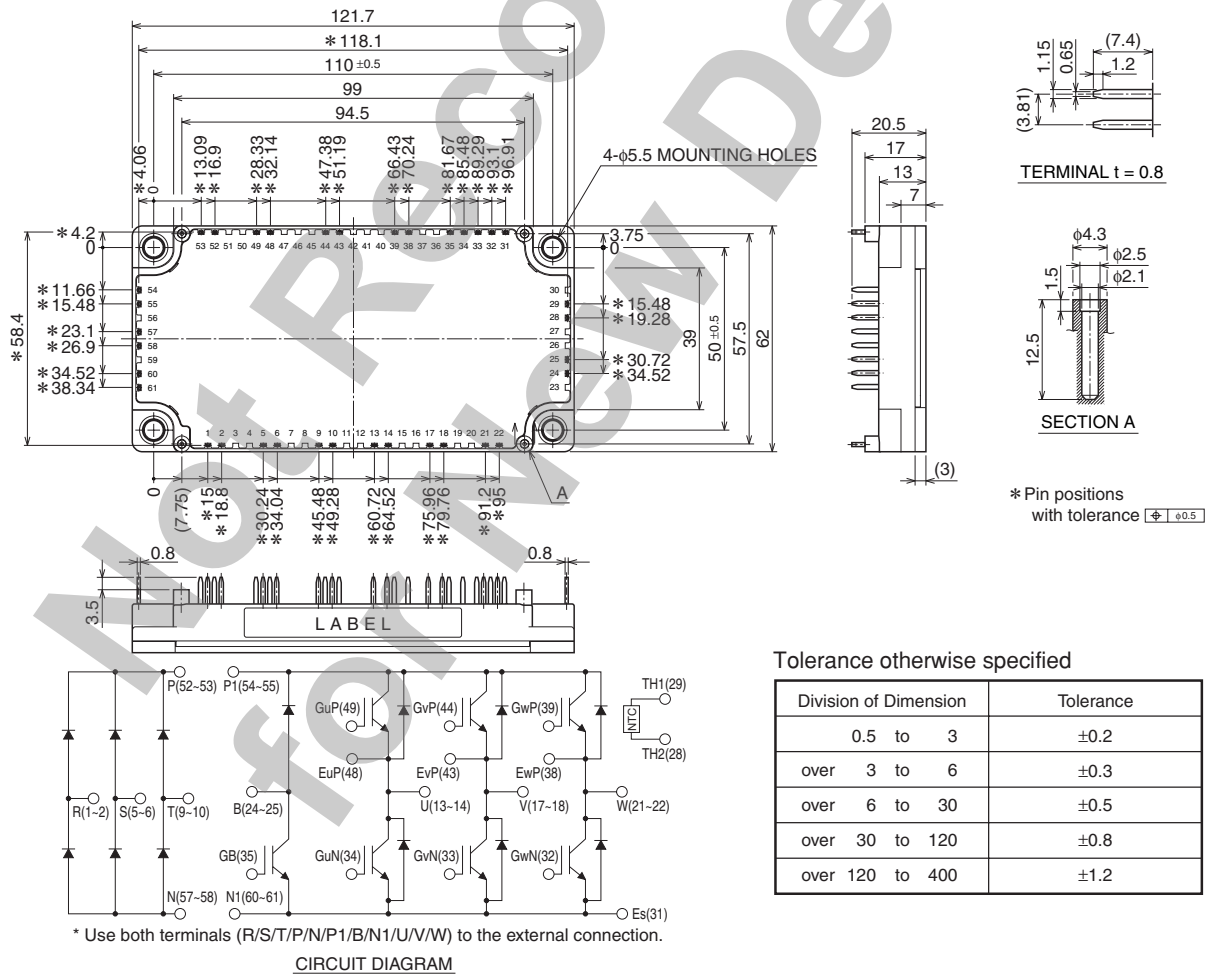 121.7
*118.1
110 ±0.5
99
94.5
*4.06
0
*13.09
*16.9
*28.33
*32.14
*47.38
*51.19
*66.43
*70.24
*81.67
*85.48
*89.29
*93.1
*96.91
4-φ5.5 MOUNTING HOLES
*4.2
0
*11.66
*15.48
*23.1
*26.9
*34.52
*38.34
*58.4
53 52 51 50 49 48 47 46 45 44 43 42 41 40 39 38 37 36 35 34 33 32 31
54
55
56
57
58
59
60
61
30
29
28
27
26
25
24
23
1 2 3 4 5 6 7 8 9 10 11 12 13 14 15 16 17 18 19 20 21 22
3.75
0
*15.48
*19.28
*30.72
*34.52
39
50 ±0.5
57.5
62
0
(7.75)
*15
*18.8
*30.24
*34.04
*45.48
*49.28
*60.72
*64.52
*75.96
*79.76
*91.2
*95
A
20.5
17
13
7
(3)
1.15
0.65
(7.4)
1.2
(3.81)
TERMINAL t = 0.8
φ4.3
φ2.5
φ2.1
1.5
12.5
SECTION A
* Pin positions
with tolerance ⌖ φ0.5
0.8
0.8
3.5
LABEL
P(52~53)
P1(54~55)
GuP(49)
GvP(44)
GwP(39)
TH1(29)
NTC
TH2(28)
EuP(48)
EvP(43)
EwP(38)
R(1~2)
S(5~6)
T(9~10)
B(24~25)
U(13~14)
V(17~18)
W(21~22)
GB(35)
GuN(34)
GvN(33)
GwN(32)
N(57~58)
N1(60~61)
Es(31)
* Use both terminals (R/S/T/P/N/P1/B/N1/U/V/W) to the external connection.
CIRCUIT DIAGRAM
Tolerance otherwise specified
Division of Dimension Tolerance
0.5 to 3 ±0.2
over 3 to 6 ±0.3
over 6 to 30 ±0.5
over 30 to 120 ±0.8
over 120 to 400 ±1.2
Not Reco
for New De